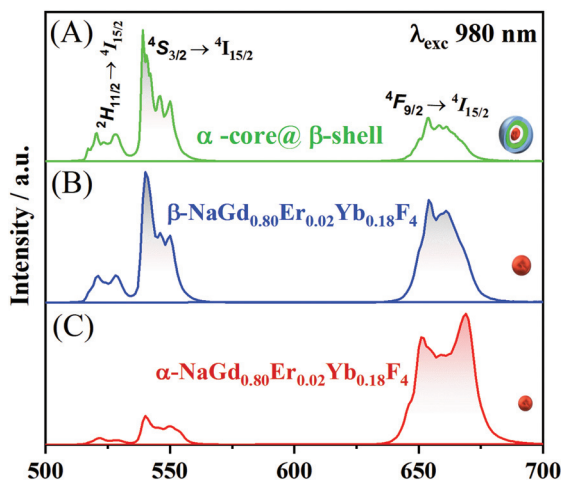 (A)
²H₁₁/₂ → ⁴I₁₅/₂
⁴S₃/₂ → ⁴I₁₅/₂
λexc 980 nm
⁴F₉/₂ → ⁴I₁₅/₂
α -core@ β-shell
(B)
β-NaGd₀.₈₀Er₀.₀₂Yb₀.₁₈F₄
(C)
α-NaGd₀.₈₀Er₀.₀₂Yb₀.₁₈F₄
Intensity / a.u.
500 550 600 650 700